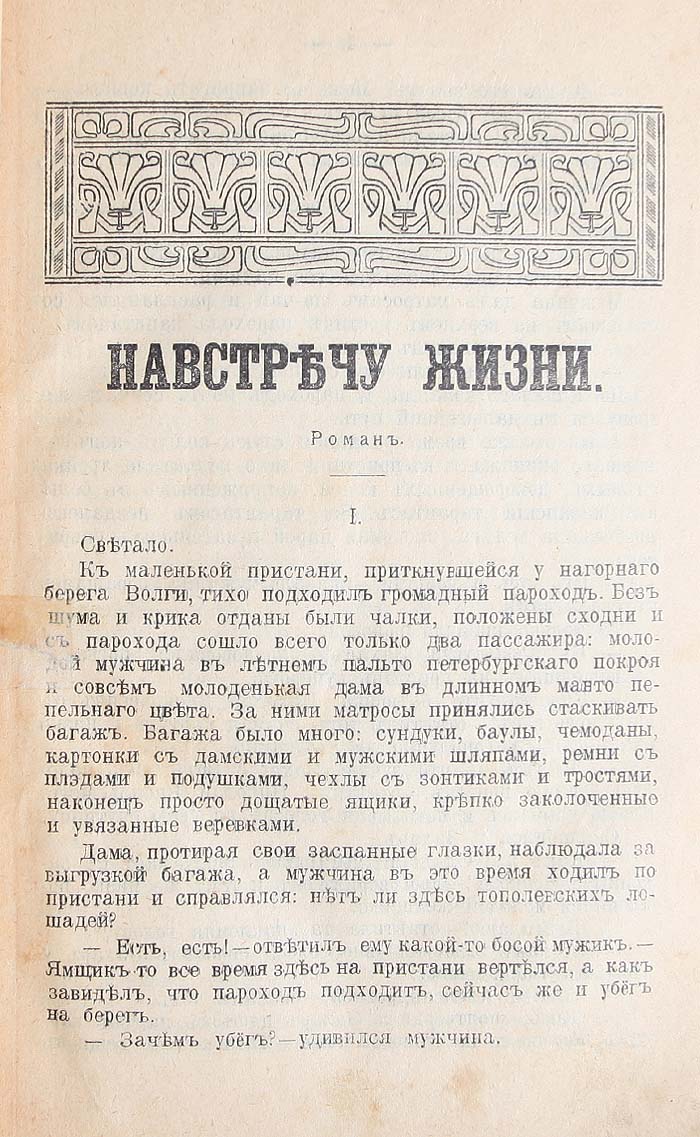 НАВСТРѢЧУ ЖИЗНИ.
Романъ.
I.
Свѣтало.
Къ маленькой пристани, приткнувшейся у нагорнаго
берега Волги, тихо подходилъ громадный пароходъ. Безъ
шума и крика отданы были чалки, положены сходни и
съ парохода сошло всего только два пассажира: моло-
дой мужчина въ лѣтнемъ пальто петербургскаго покроя
и совсѣмъ молоденькая дама въ длинномъ манто пе-
пельнаго цвѣта. За ними матросы принялись стаскивать
багажъ. Багажа было много: сундуки, баулы, чемоданы,
картонки съ дамскими и мужскими шляпами, ремни съ
плэдами и подушками, чехлы съ зонтиками и тростями,
наконецъ просто дощатые ящики, крѣпко заколоченные
и увязанные веревками.
Дама, протирая свои заспанные глазки, наблюдала за
выгрузкой багажа, а мужчина въ это время ходилъ по
пристани и справлялся: нѣтъ ли здѣсь тополевскихъ ло-
шадей?
— Есть, есть!—отвѣтилъ ему какой-то босой мужикъ.—
Ямщикъ-то все время здѣсь на пристани вертѣлся, а какъ
завидѣлъ, что пароходъ подходитъ, сейчасъ же и убёгъ
на берегъ.
— Зачѣмъ убёгъ?—удивился мужчина.